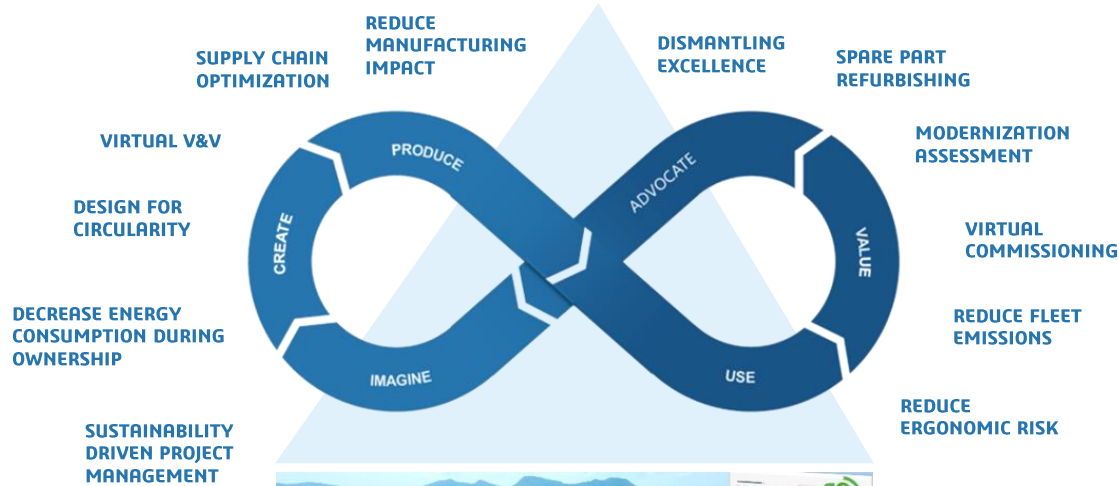 REDUCE
MANUFACTURING
IMPACT
SUPPLY CHAIN
OPTIMIZATION
DISMANTLING
EXCELLENCE
SPARE PART
REFURBISHING
VIRTUAL V&V
MODERNIZATION
ASSESSMENT
PRODUCE
ADVOCATE
DESIGN FOR
CIRCULARITY
CREATE
VALUE
VIRTUAL
COMMISSIONING
DECREASE ENERGY
CONSUMPTION DURING
OWNERSHIP
REDUCE FLEET
EMISSIONS
IMAGINE
USE
REDUCE
ERGONOMIC RISK
SUSTAINABILITY
DRIVEN PROJECT
MANAGEMENT